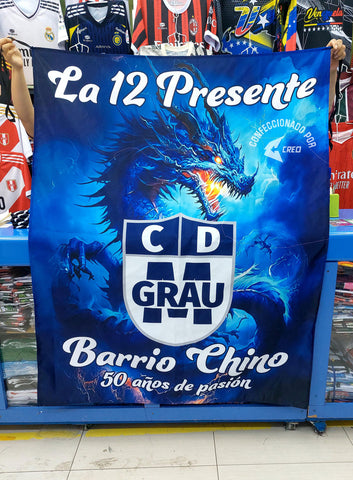 La 12 Presente
CONFECCIONADO POR
CREO
C D
M
GRAU
Barrio Chino
50 años de pasión